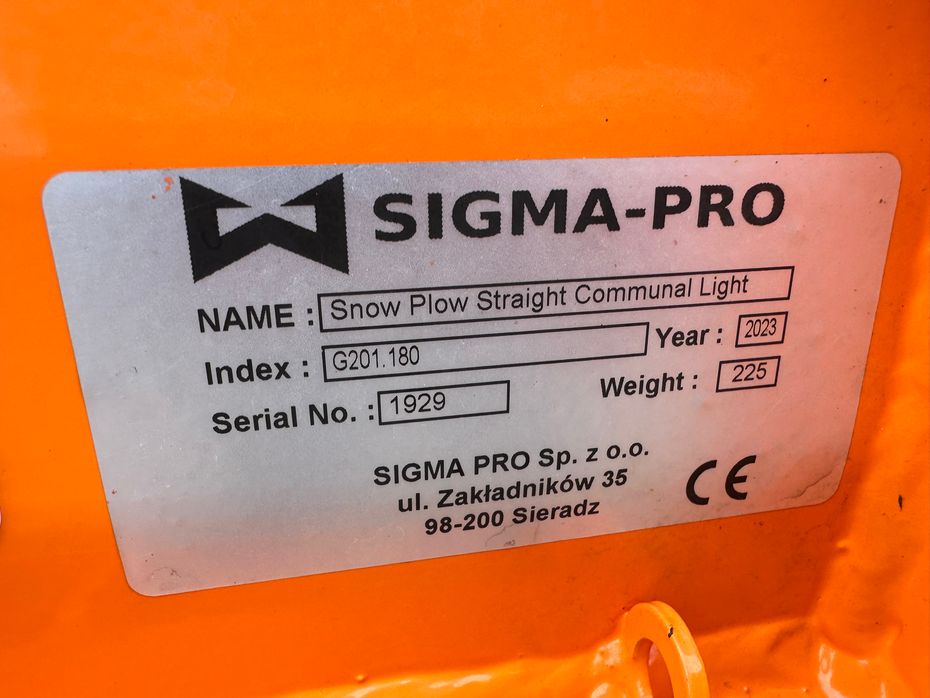 SIGMA-PRO
NAME : Snow Plow Straight Communal Light
Index : G201.180 Year : 2023
Serial No. : 1929 Weight : 225
SIGMA PRO Sp. z o.o.
ul. Zakładników 35
98-200 Sieradz
CE